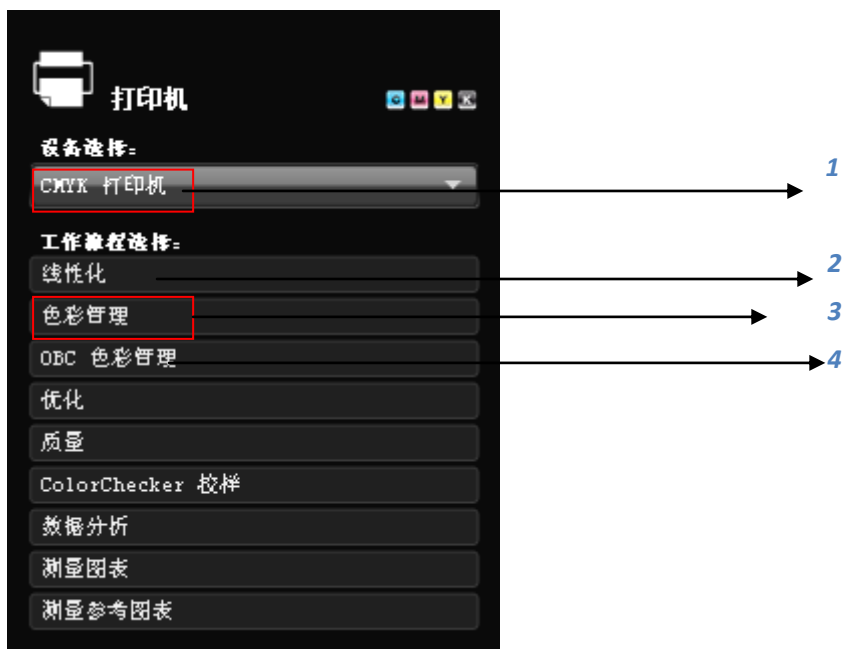 打印机 C M Y K
设备选择:
CMYK 打印机 1
工作流程选择:
线性化 2
色彩管理 3
OBC 色彩管理 4
优化
质量
ColorChecker 校样
数据分析
测量图表
测量参考图表